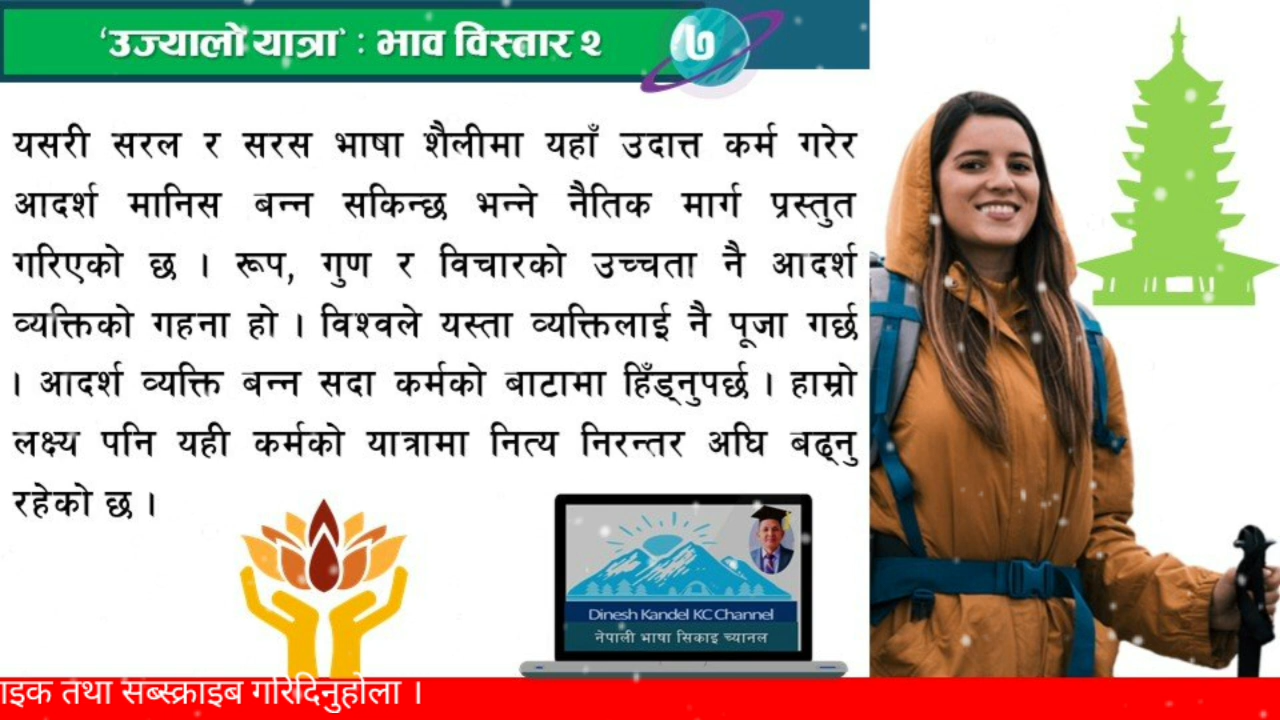 ‘उज्यालो यात्रा’ : भाव विस्तार २
यसरी सरल र सरस भाषा शैलीमा यहाँ उदात्त कर्म गरेर
आदर्श मानिस बन्न सकिन्छ भन्ने नैतिक मार्ग प्रस्तुत
गरिएको छ । रूप, गुण र विचारको उच्चता नै आदर्श
व्यक्तिको गहना हो । विश्वले यस्ता व्यक्तिलाई नै पूजा गर्छ
। आदर्श व्यक्ति बन्न सदा कर्मको बाटामा हिँड्नुपर्छ । हाम्रो
लक्ष्य पनि यही कर्मको यात्रामा नित्य निरन्तर अघि बढ्नु
रहेको छ ।
Dinesh Kandel KC Channel
नेपाली भाषा सिकाइ च्यानल
ाइक तथा सब्स्क्राइब गरिदिनुहोला ।